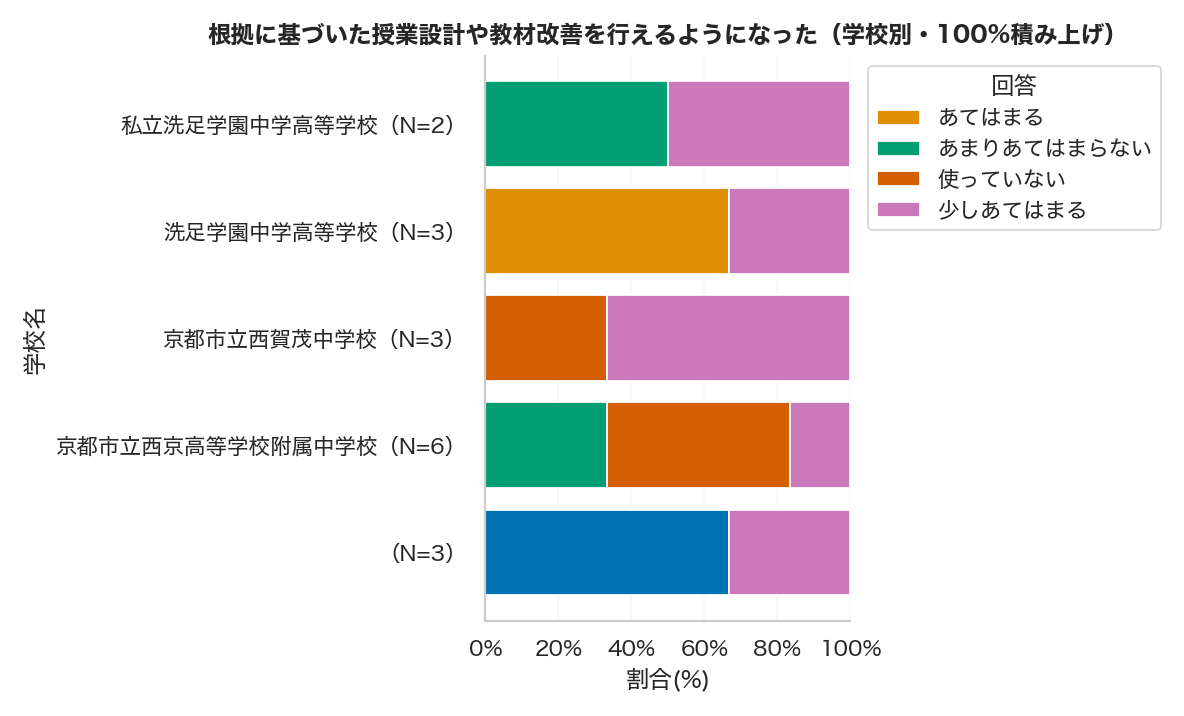 根拠に基づいた授業設計や教材改善を行えるようになった（学校別・100%積み上げ）
学校名
私立洗足学園中学高等学校（N=2）
洗足学園中学高等学校（N=3）
京都市立西賀茂中学校（N=3）
京都市立西京高等学校附属中学校（N=6）
（N=3）
0% 20% 40% 60% 80% 100%
割合(%)
回答
あてはまる
あまりあてはまらない
使っていない
少しあてはまる